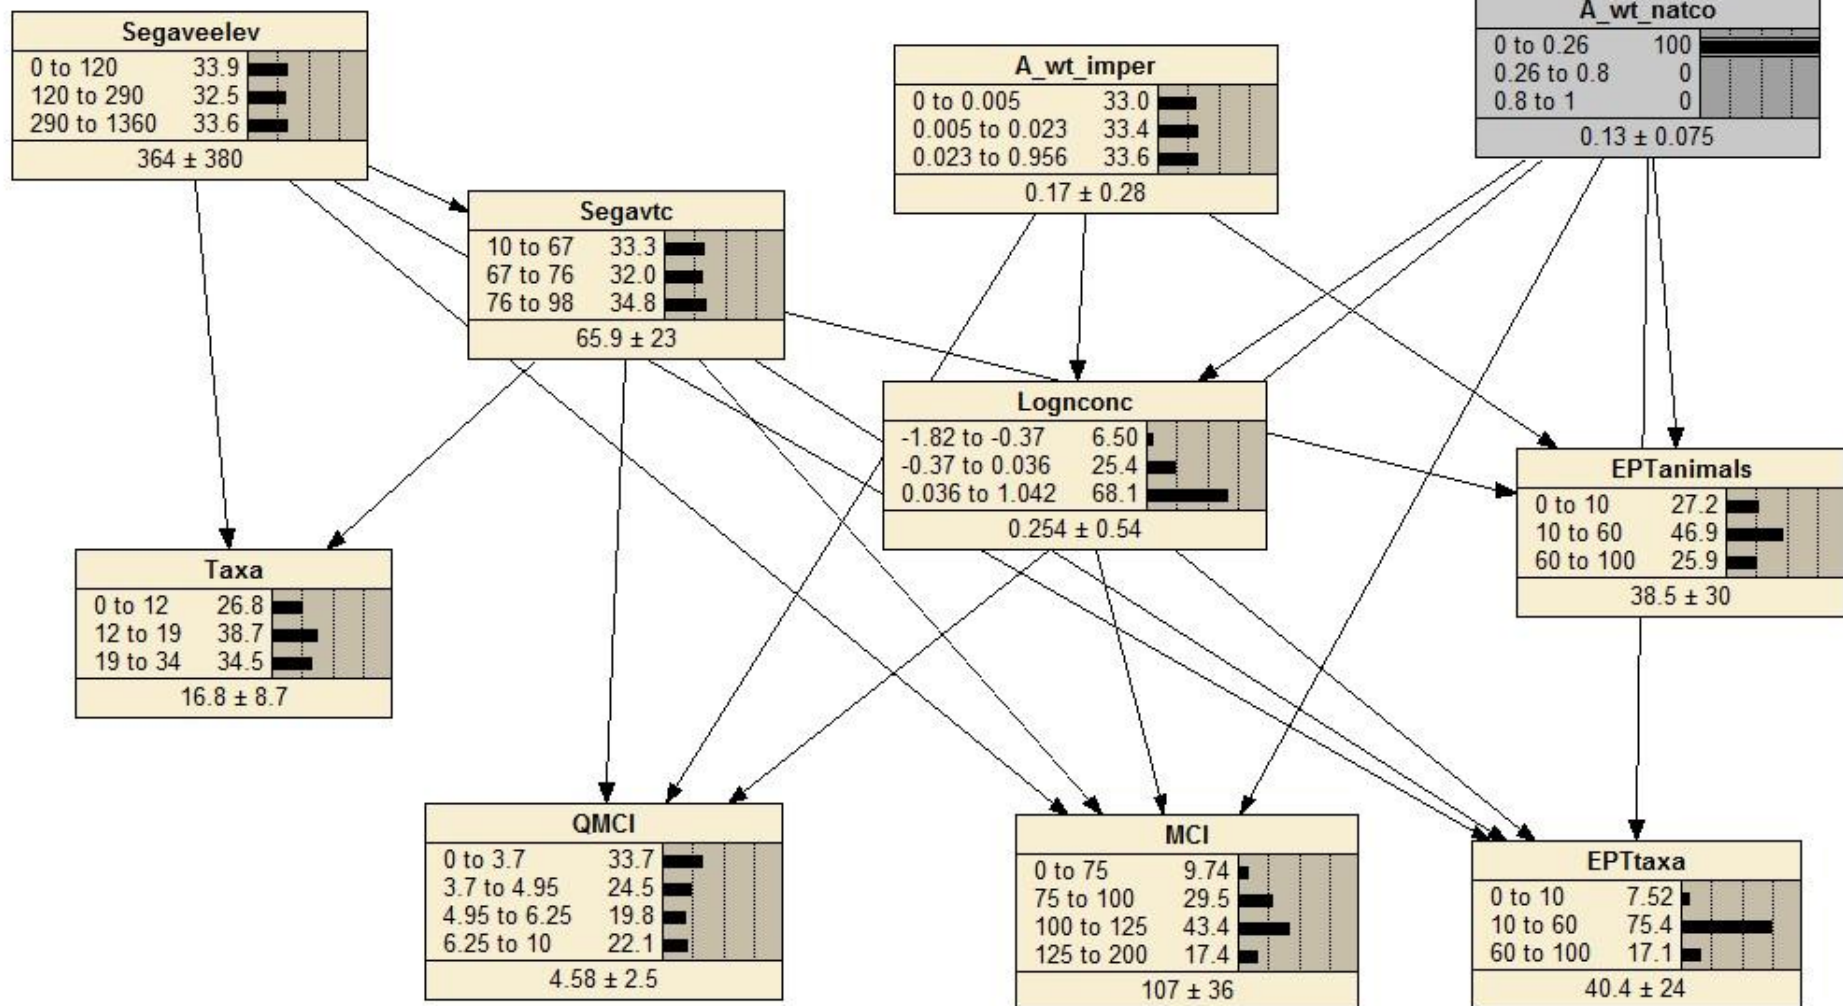 Segaveelev
0 to 120 33.9
120 to 290 32.5
290 to 1360 33.6
364 ± 380
A_wt_imper
0 to 0.005 33.0
0.005 to 0.023 33.4
0.023 to 0.956 33.6
0.17 ± 0.28
A_wt_natco
0 to 0.26 100
0.26 to 0.8 0
0.8 to 1 0
0.13 ± 0.075
Segavtc
10 to 67 33.3
67 to 76 32.0
76 to 98 34.8
65.9 ± 23
Lognconc
-1.82 to -0.37 6.50
-0.37 to 0.036 25.4
0.036 to 1.042 68.1
0.254 ± 0.54
EPTanimals
0 to 10 27.2
10 to 60 46.9
60 to 100 25.9
38.5 ± 30
Taxa
0 to 12 26.8
12 to 19 38.7
19 to 34 34.5
16.8 ± 8.7
QMCI
0 to 3.7 33.7
3.7 to 4.95 24.5
4.95 to 6.25 19.8
6.25 to 10 22.1
4.58 ± 2.5
MCI
0 to 75 9.74
75 to 100 29.5
100 to 125 43.4
125 to 200 17.4
107 ± 36
EPTtaxa
0 to 10 7.52
10 to 60 75.4
60 to 100 17.1
40.4 ± 24